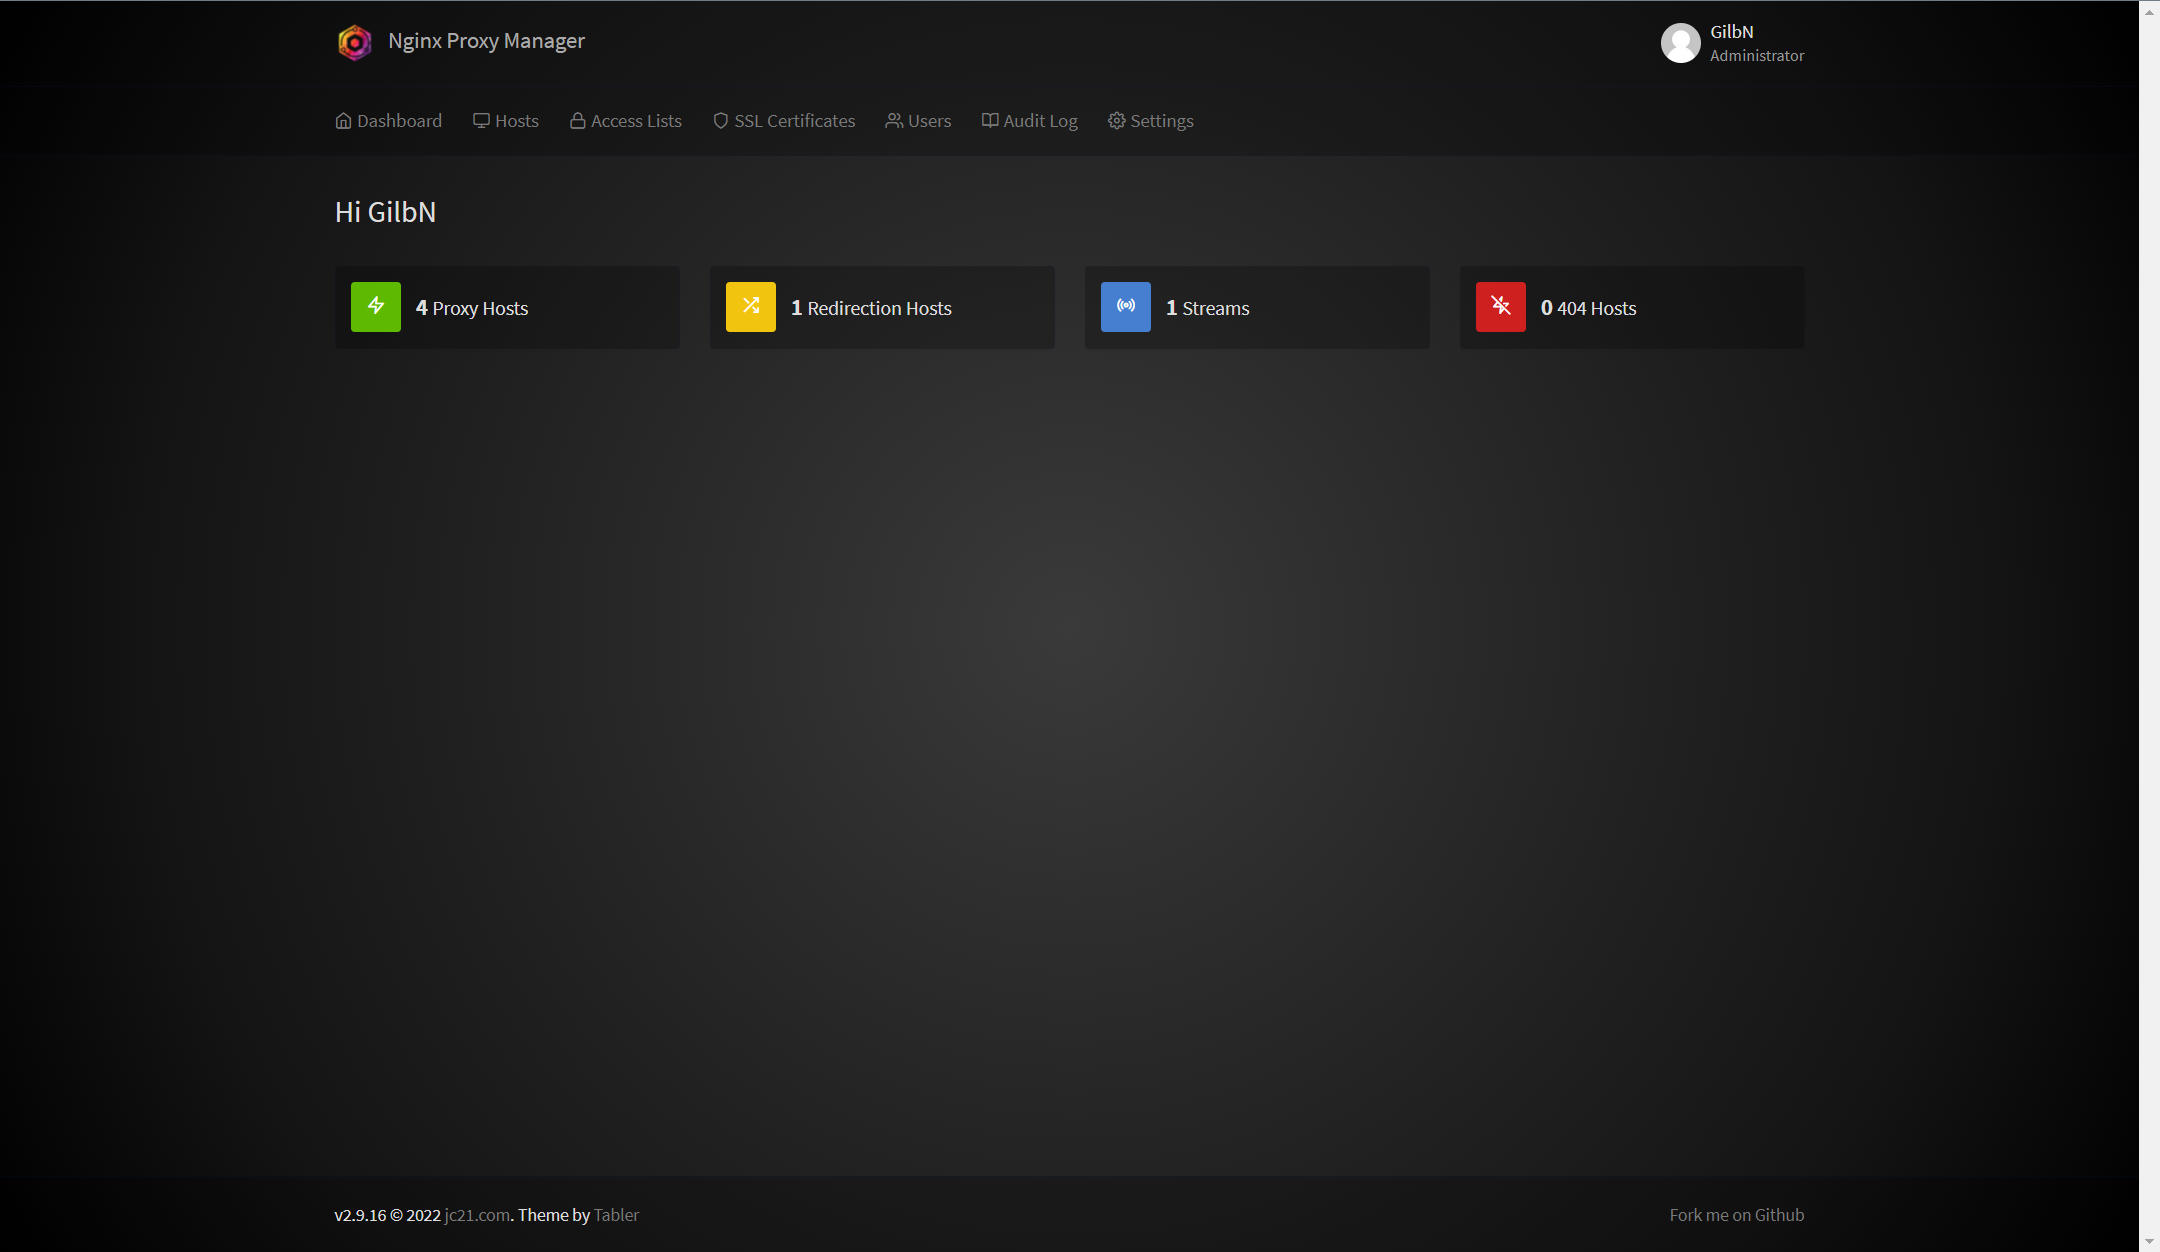 Nginx Proxy Manager
GilbN
Administrator
Dashboard Hosts Access Lists SSL Certificates Users Audit Log Settings
Hi GilbN
4 Proxy Hosts
1 Redirection Hosts
1 Streams
0 404 Hosts
v2.9.16 © 2022 jc21.com. Theme by Tabler
Fork me on Github